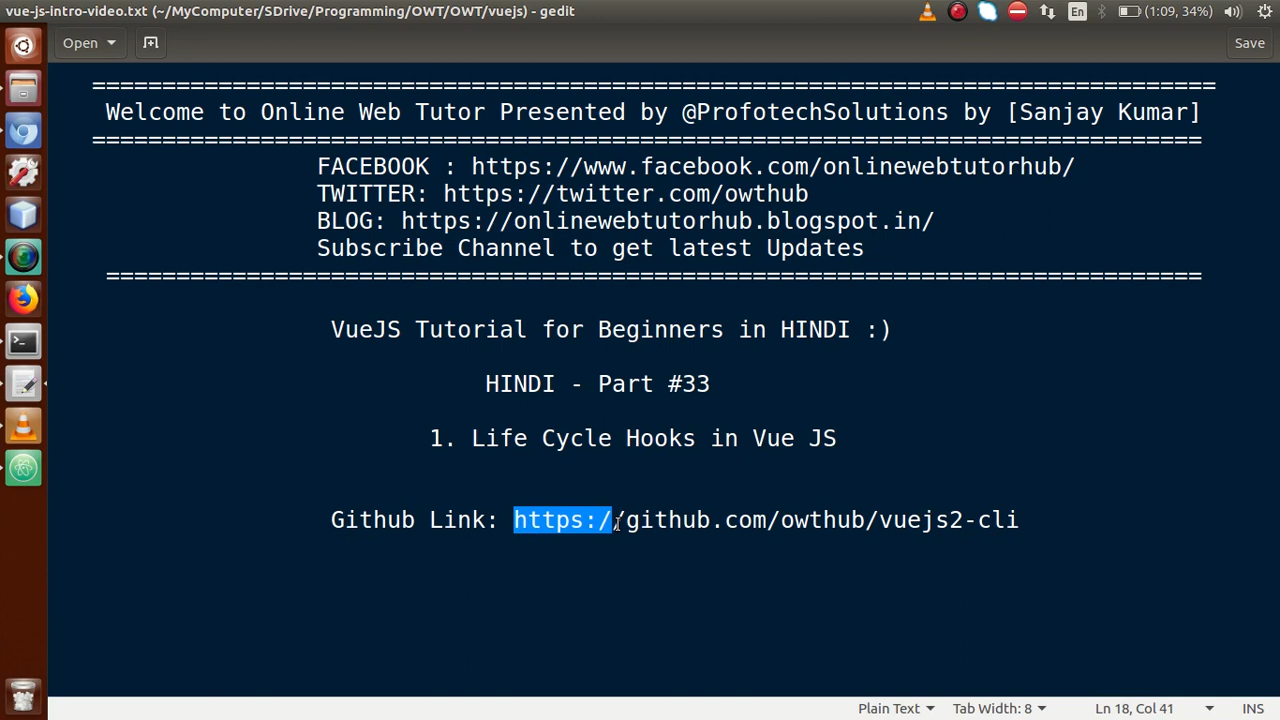 vue-js-intro-video.txt (~/MyComputer/SDrive/Programming/OWT/OWT/vuejs) - gedit
En
(1:09, 34%)
Open
Save
================================================================================
Welcome to Online Web Tutor Presented by @ProfotechSolutions by [Sanjay Kumar]
===============================================================================
FACEBOOK : https://www.facebook.com/onlinewebtutorhub/
TWITTER: https://twitter.com/owthub
BLOG: https://onlinewebtutorhub.blogspot.in/
Subscribe Channel to get latest Updates
==============================================================================
VueJS Tutorial for Beginners in HINDI :)
HINDI - Part #33
1. Life Cycle Hooks in Vue JS
Github Link: https://github.com/owthub/vuejs2-cli
Plain Text
Tab Width: 8
Ln 18, Col 41
INS